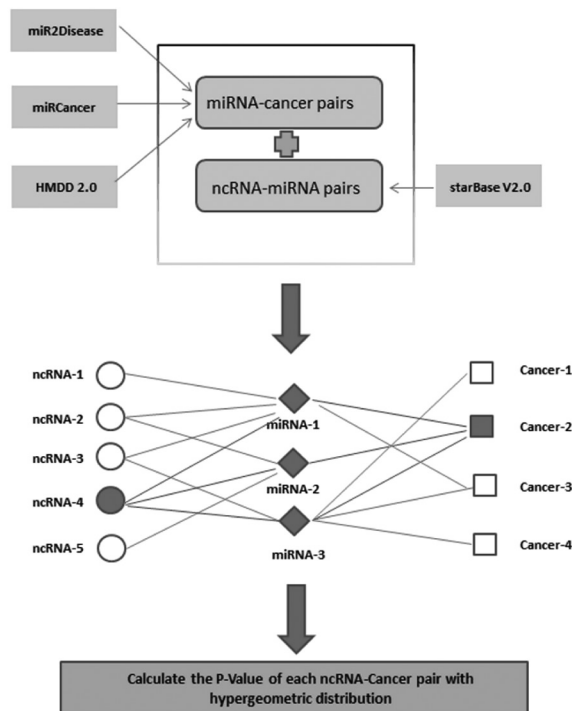 miR2Disease
miRCancer
HMDD 2.0
miRNA-cancer pairs
ncRNA-miRNA pairs
starBase V2.0
ncRNA-1
ncRNA-2
ncRNA-3
ncRNA-4
ncRNA-5
miRNA-1
miRNA-2
miRNA-3
Cancer-1
Cancer-2
Cancer-3
Cancer-4
Calculate the P-Value of each ncRNA-Cancer pair with
hypergeometric distribution